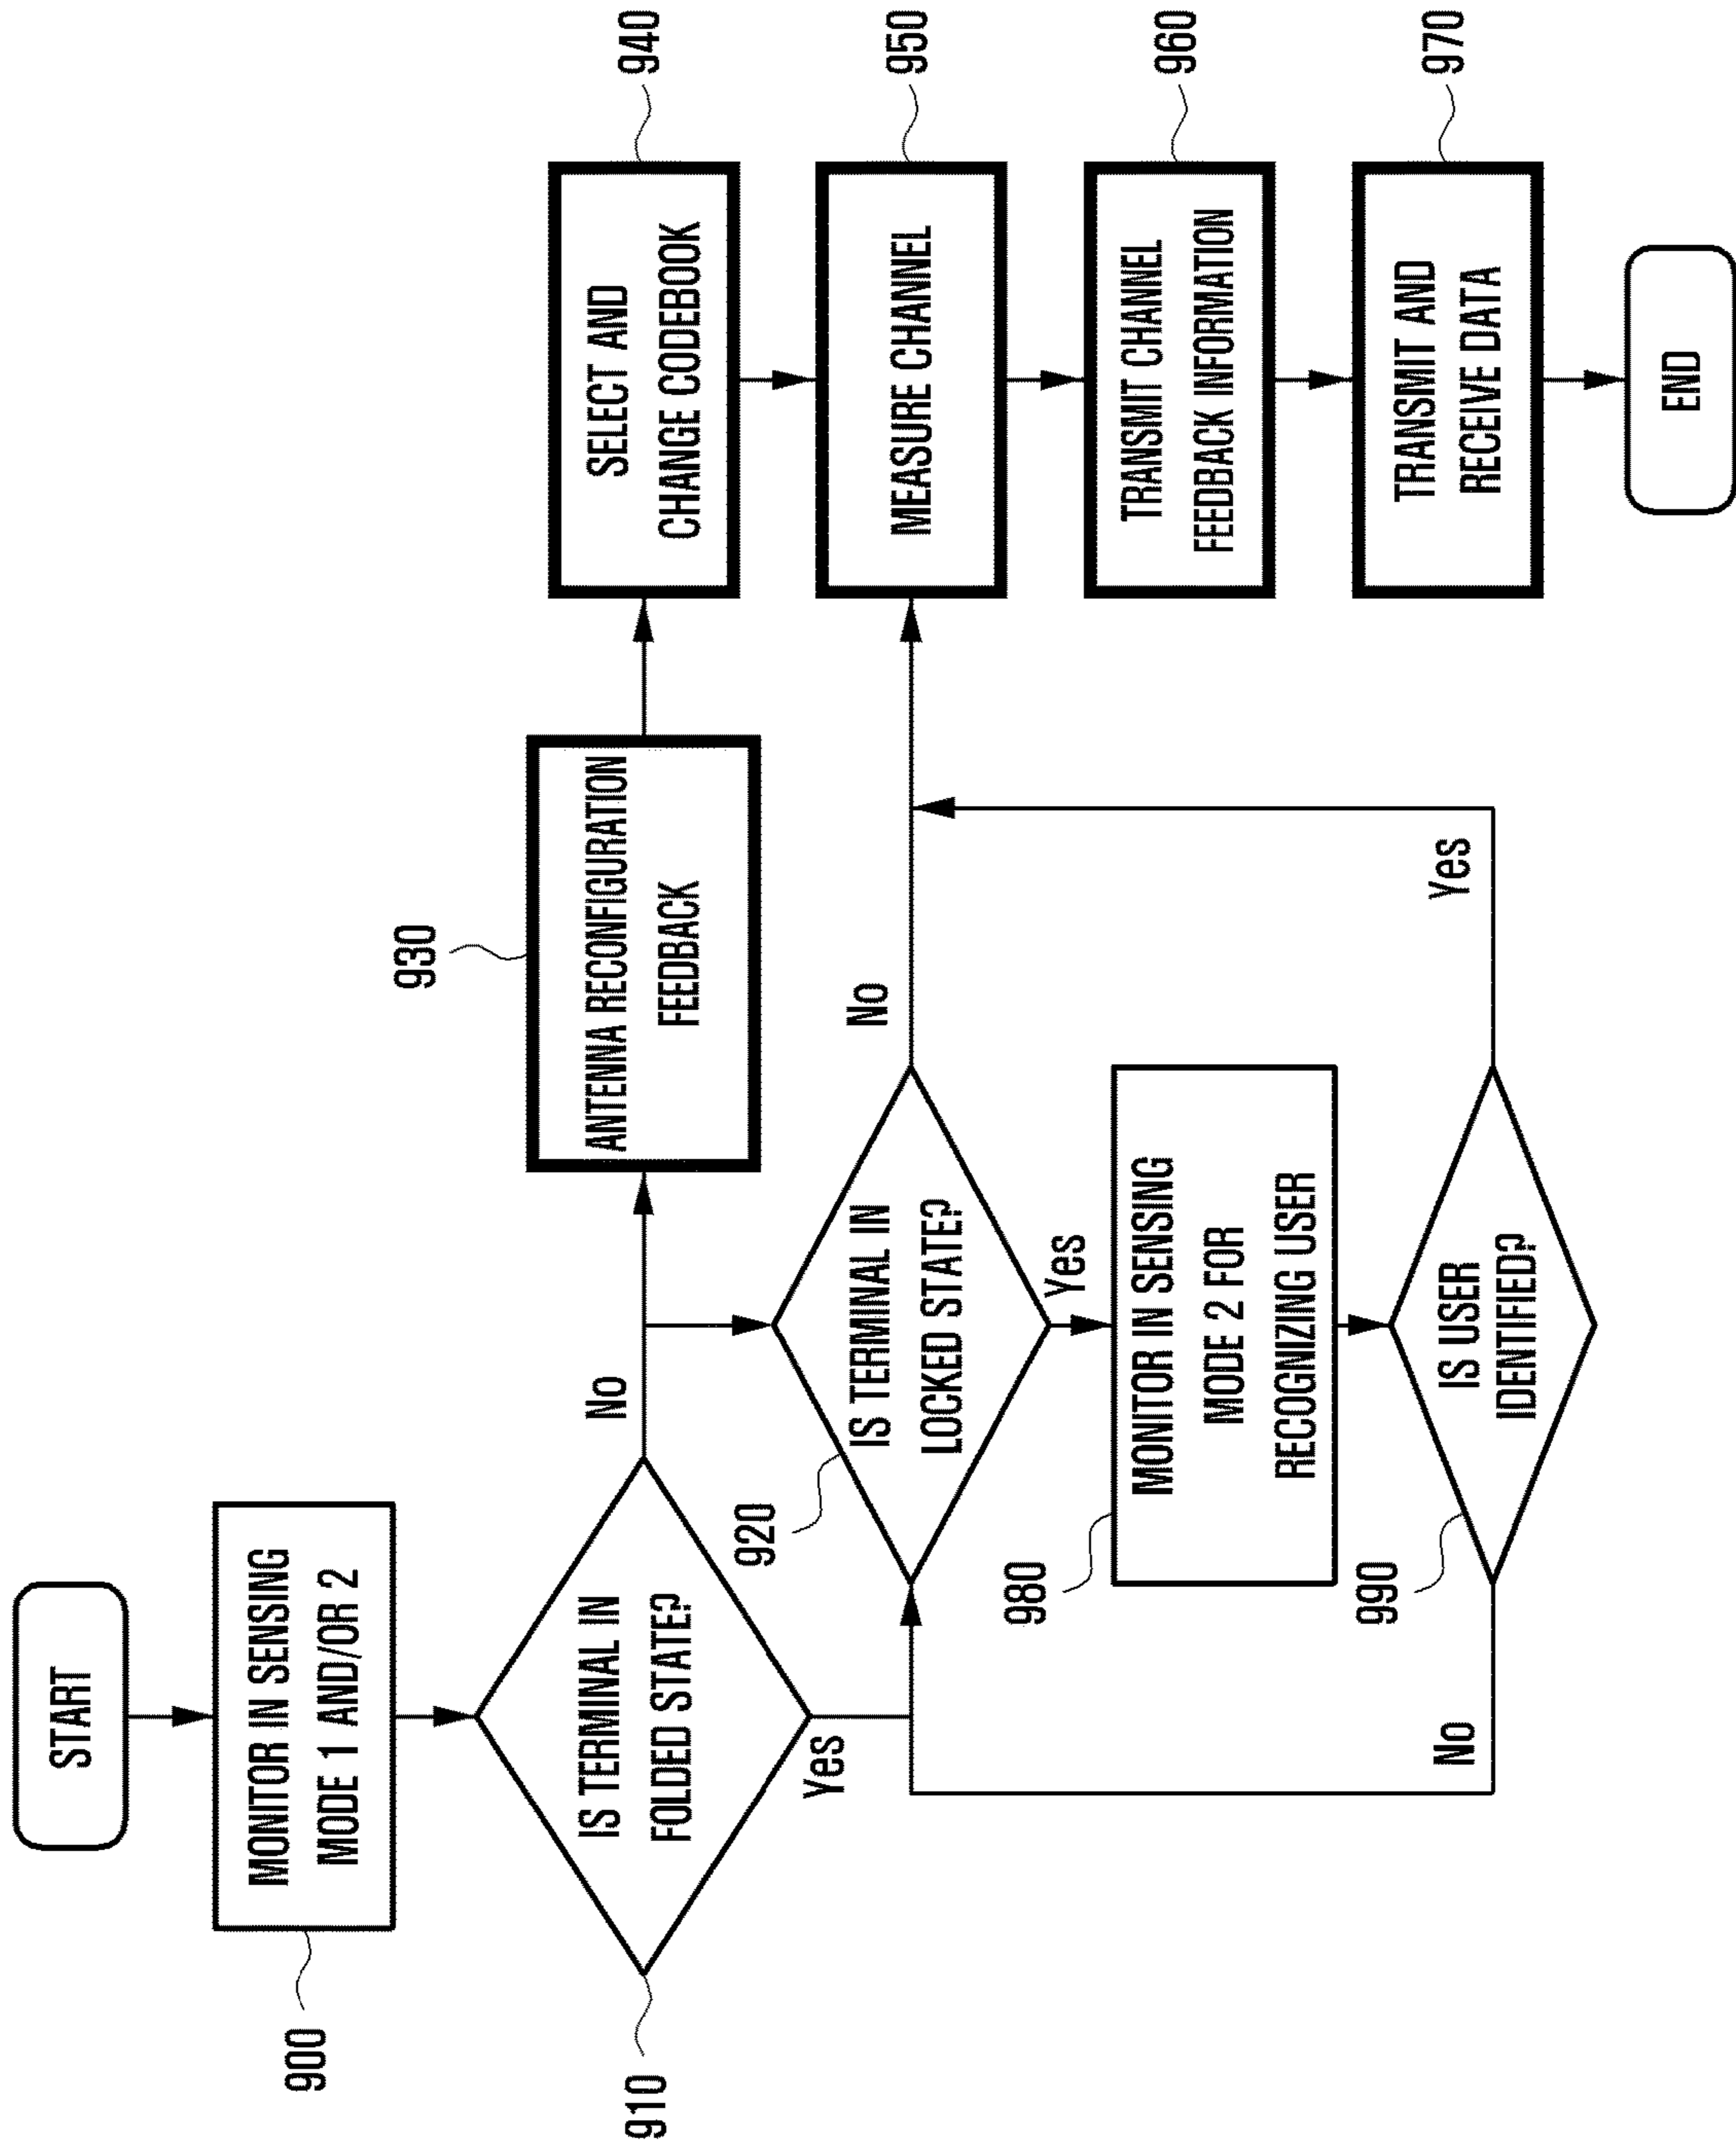 START
900
MONITOR IN SENSING
MODE 1 AND/OR 2
910
IS TERMINAL IN
FOLDED STATE?
No
Yes
930
ANTENNA RECONFIGURATION
FEEDBACK
940
SELECT AND
CHANGE CODEBOOK
920
IS TERMINAL IN
LOCKED STATE?
No
Yes
950
MEASURE CHANNEL
980
MONITOR IN SENSING
MODE 2 FOR
RECOGNIZING USER
960
TRANSMIT CHANNEL
FEEDBACK INFORMATION
990
IS USER
IDENTIFIED?
No
Yes
970
TRANSMIT AND
RECEIVE DATA
END